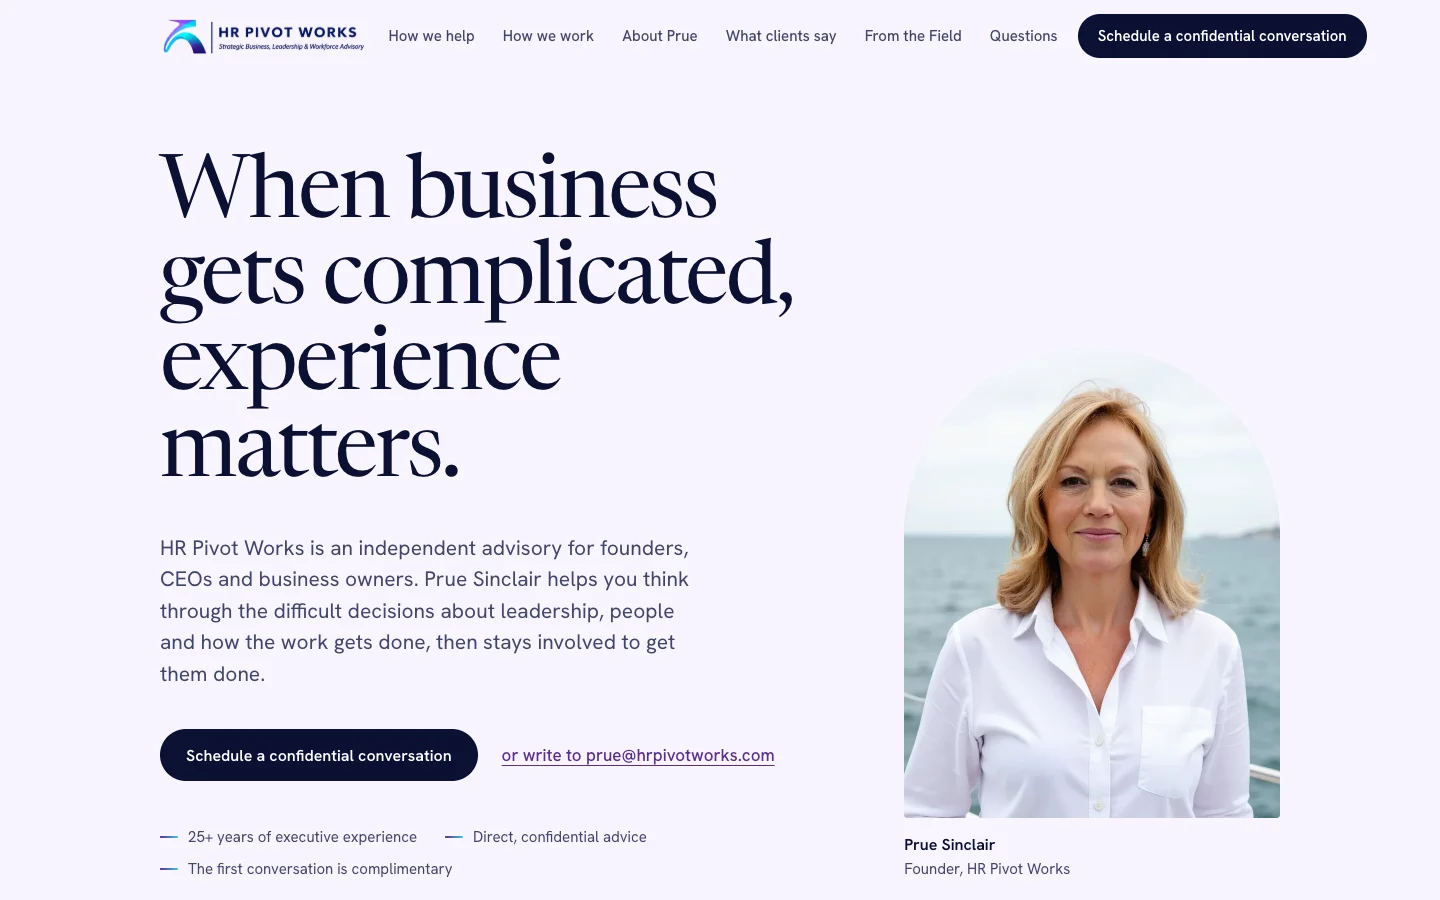 HR PIVOT WORKS
Strategic Business, Leadership & Workforce Advisory
How we help
How we work
About Prue
What clients say
From the Field
Questions
Schedule a confidential conversation
When business
gets complicated,
experience
matters.
HR Pivot Works is an independent advisory for founders,
CEOs and business owners. Prue Sinclair helps you think
through the difficult decisions about leadership, people
and how the work gets done, then stays involved to get
them done.
Schedule a confidential conversation
or write to prue@hrpivotworks.com
25+ years of executive experience
Direct, confidential advice
The first conversation is complimentary
Prue Sinclair
Founder, HR Pivot Works